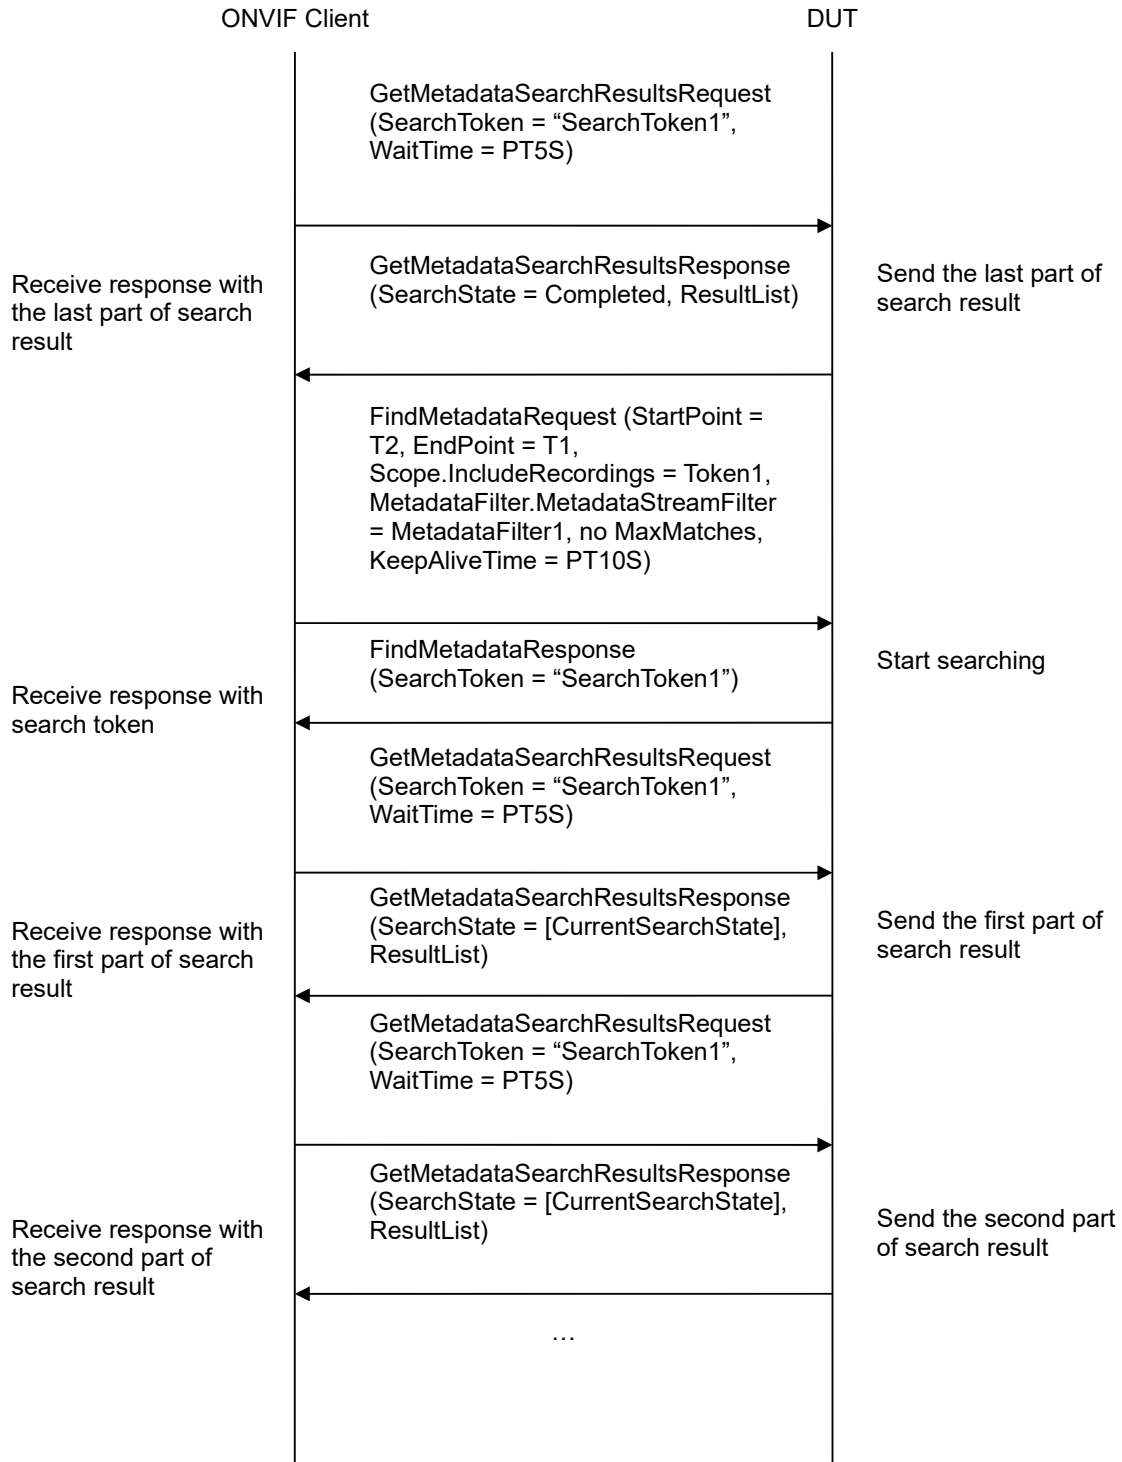 ONVIF Client
DUT
GetMetadataSearchResultsRequest
(SearchToken = “SearchToken1”,
WaitTime = PT5S)
GetMetadataSearchResultsResponse
(SearchState = Completed, ResultList)
Send the last part of
search result
Receive response with
the last part of search
result
FindMetadataRequest (StartPoint =
T2, EndPoint = T1,
Scope.IncludeRecordings = Token1,
MetadataFilter.MetadataStreamFilter
= MetadataFilter1, no MaxMatches,
KeepAliveTime = PT10S)
FindMetadataResponse
(SearchToken = “SearchToken1”)
Start searching
Receive response with
search token
GetMetadataSearchResultsRequest
(SearchToken = “SearchToken1”,
WaitTime = PT5S)
GetMetadataSearchResultsResponse
(SearchState = [CurrentSearchState],
ResultList)
Send the first part of
search result
Receive response with
the first part of search
result
GetMetadataSearchResultsRequest
(SearchToken = “SearchToken1”,
WaitTime = PT5S)
GetMetadataSearchResultsResponse
(SearchState = [CurrentSearchState],
ResultList)
Send the second part
of search result
Receive response with
the second part of
search result
…